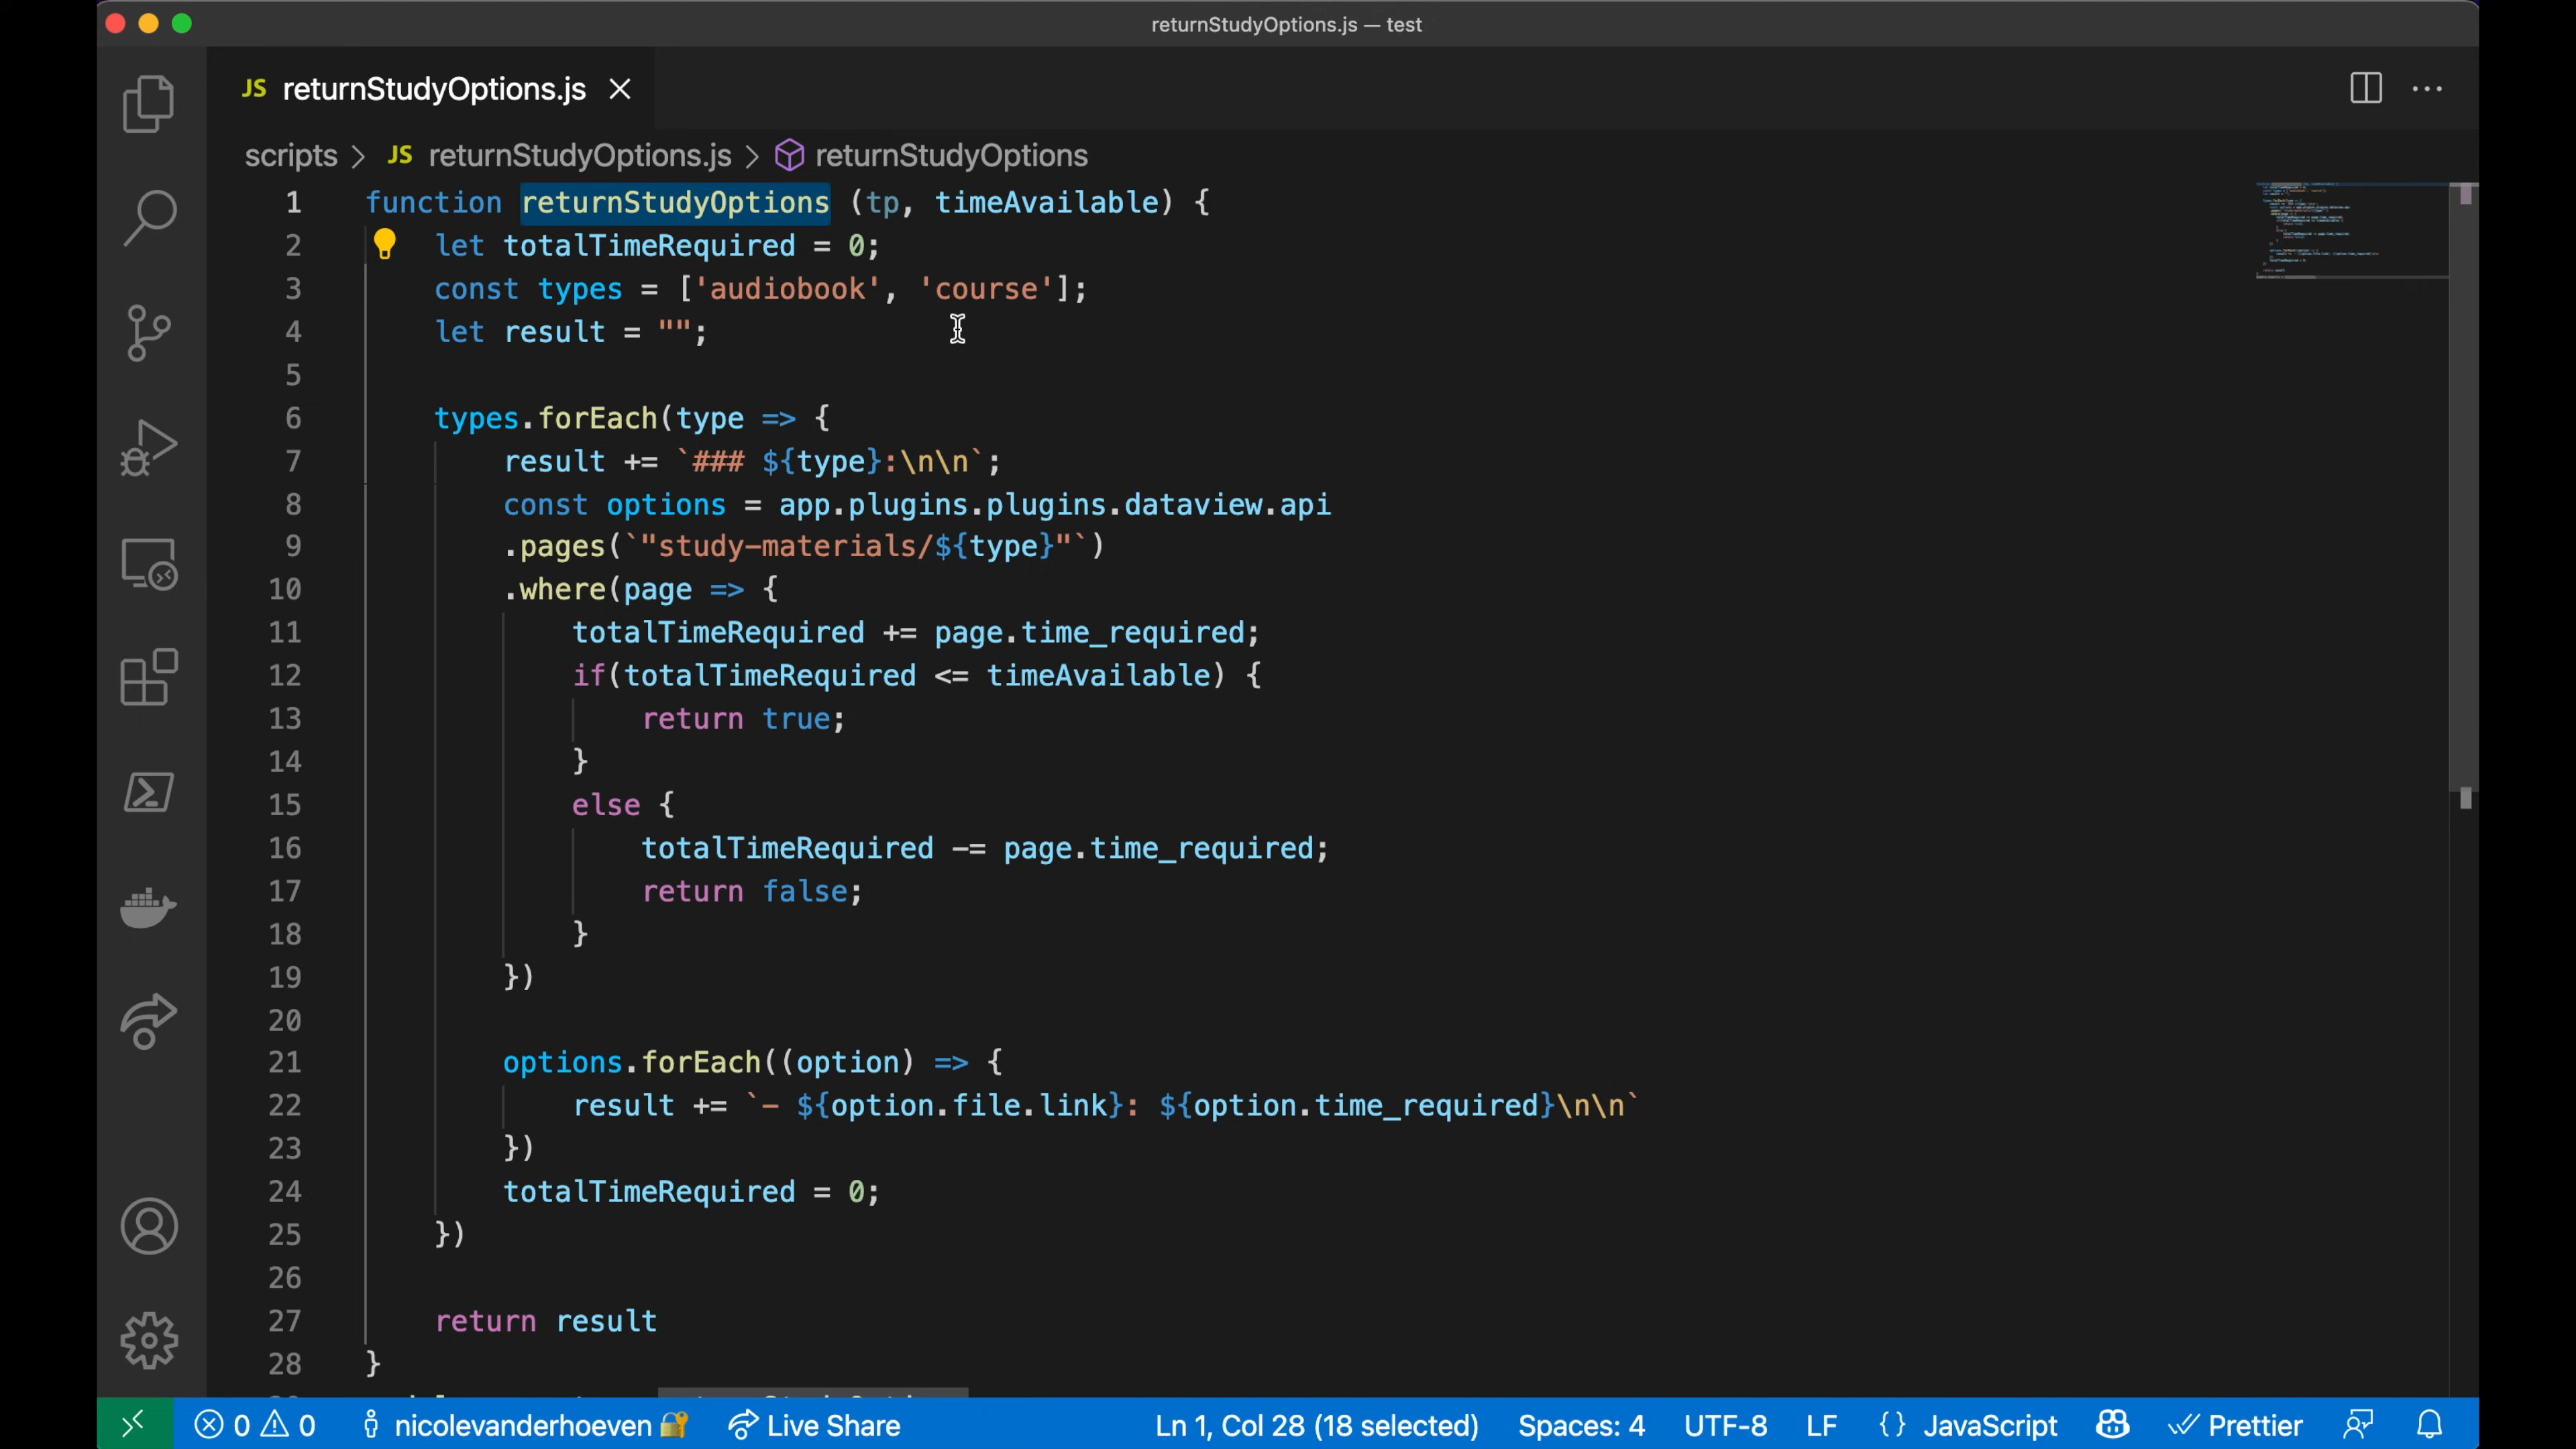 returnStudyOptions.js — test
JS returnStudyOptions.js
scripts > JS returnStudyOptions.js > returnStudyOptions
1 function returnStudyOptions (tp, timeAvailable) {
2 let totalTimeRequired = 0;
3 const types = ['audiobook', 'course'];
4 let result = "";
5
6 types.forEach(type => {
7 result += `### ${type}:\n\n`;
8 const options = app.plugins.plugins.dataview.api
9 .pages(`"study-materials/${type}"`)
10 .where(page => {
11 totalTimeRequired += page.time_required;
12 if(totalTimeRequired <= timeAvailable) {
13 return true;
14 }
15 else {
16 totalTimeRequired -= page.time_required;
17 return false;
18 }
19 })
20
21 options.forEach((option) => {
22 result += `- ${option.file.link}: ${option.time_required}\n\n`
23 })
24 totalTimeRequired = 0;
25 })
26
27 return result
28 }
0 0 nicolevanderhoeven Live Share Ln 1, Col 28 (18 selected) Spaces: 4 UTF-8 LF {} JavaScript Prettier